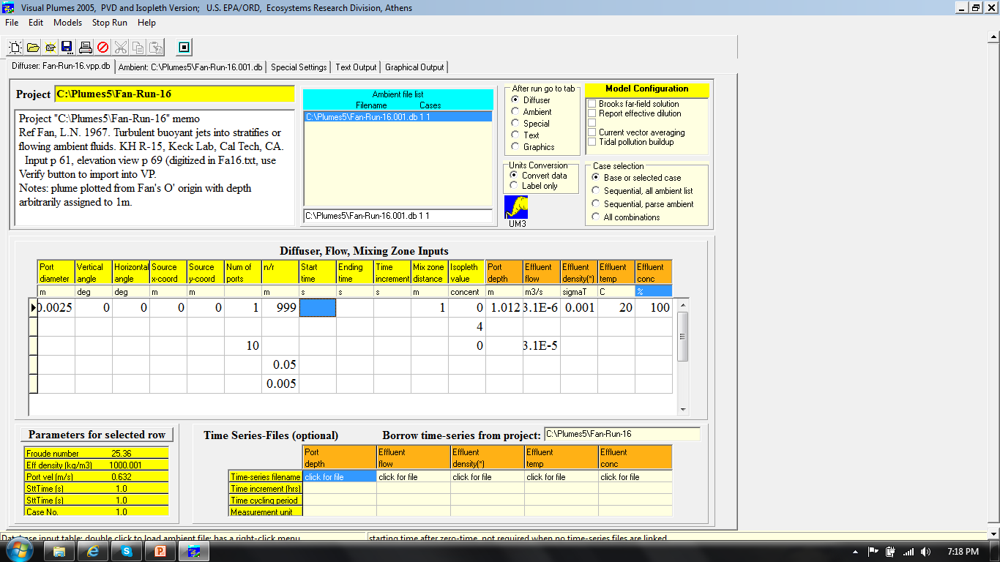 Visual Plumes 2005, PVD and Isopleth Version; U.S. EPA/ORD, Ecosystems Research Division, Athens
File Edit Models Stop Run Help
Diffuser: Fan-Run-16.vpp.db Ambient: C:\Plumes5\Fan-Run-16.001.db Special Settings Text Output Graphical Output
Project C:\Plumes5\Fan-Run-16
Project "C:\Plumes5\Fan-Run-16" memo
Ref Fan, L.N. 1967. Turbulent buoyant jets into stratifies or
flowing ambient fluids. KH R-15, Keck Lab, Cal Tech, CA.
Input p 61, elevation view p 69 (digitized in Fa16.txt, use
Verify button to import into VP.
Notes: plume plotted from Fan's O' origin with depth
arbitrarily assigned to 1m.
Ambient file list
Filename Cases
C:\Plumes5\Fan-Run-16.001.db 1 1
C:\Plumes5\Fan-Run-16.001.db 1 1
After run go to tab
Diffuser
Ambient
Special
Text
Graphics
Units Conversion
Convert data
Label only
UM3
Model Configuration
Brooks far-field solution
Report effective dilution
Current vector averaging
Tidal pollution buildup
Case selection
Base or selected case
Sequential, all ambient list
Sequential, parse ambient
All combinations
Diffuser, Flow, Mixing Zone Inputs
Port Vertical Horizontal Source Source Num of n/r Start Ending Time Mix zone Isopleth Port Effluent Effluent Effluent Effluent
diameter angle angle x-coord y-coord ports time time increment distance value depth flow density(*) temp conc
m deg deg m m m s s s m concent m m3/s sigmaT C %
0.0025 0 0 0 0 1 999 1 0 1.012 3.1E-6 0.001 20 100
4
10 0 3.1E-5
0.05
0.005
Parameters for selected row
Froude number 25.36
Eff density (kg/m3) 1000.001
Port vel (m/s) 0.632
SttTime (s) 1.0
SttTime (s) 1.0
Case No. 1.0
Time Series-Files (optional) Borrow time-series from project: C:\Plumes5\Fan-Run-16
Port Effluent Effluent Effluent Effluent
depth flow density(*) temp conc
Time-series filename click for file click for file click for file click for file click for file
Time increment (hrs)
Time cycling period
Measurement unit
Database input table: double click to load ambient file; has a right-click menu starting time after zero-time, not required when no time-series files are linked
7:18 PM